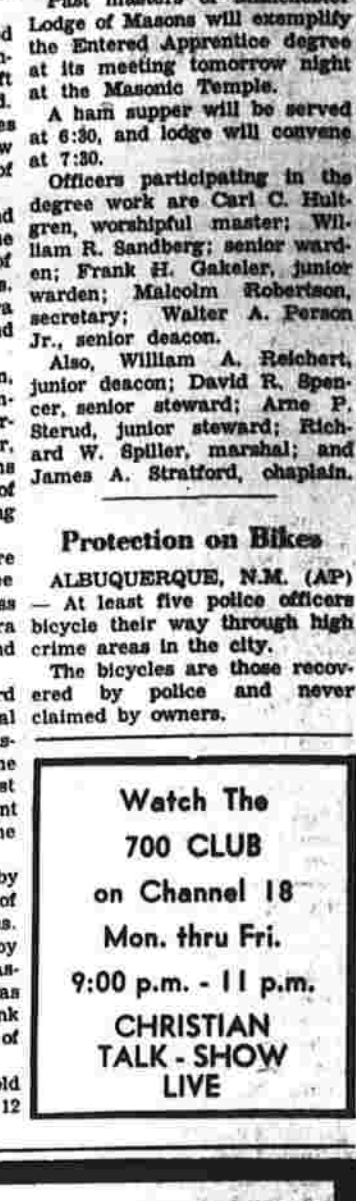 Past masters of Manchester
Lodge of Masons will exemplify
the Entered Apprentice degree
at its meeting tomorrow night
at the Masonic Temple.
A ham supper will be served
at 6:30, and lodge will convene
at 7:30.
Officers participating in the
degree work are Carl C. Hult-
gren, worshipful master; Wil-
liam R. Sandberg; senior ward-
en; Frank H. Gakeler, junior
warden; Malcolm Robertson,
secretary; Walter A. Person
Jr., senior deacon.
Also, William A. Reichert,
junior deacon; David R. Spen-
cer, senior steward; Arne P.
Sterud, junior steward; Rich-
ard W. Spiller, marshal; and
James A. Stratford, chaplain.
Protection on Bikes
ALBUQUERQUE, N.M. (AP)
— At least five police officers
bicycle their way through high
crime areas in the city.
The bicycles are those recov-
ered by police and never
claimed by owners.
Watch The
700 CLUB
on Channel 18
Mon. thru Fri.
9:00 p.m. - 11 p.m.
CHRISTIAN
TALK - SHOW
LIVE